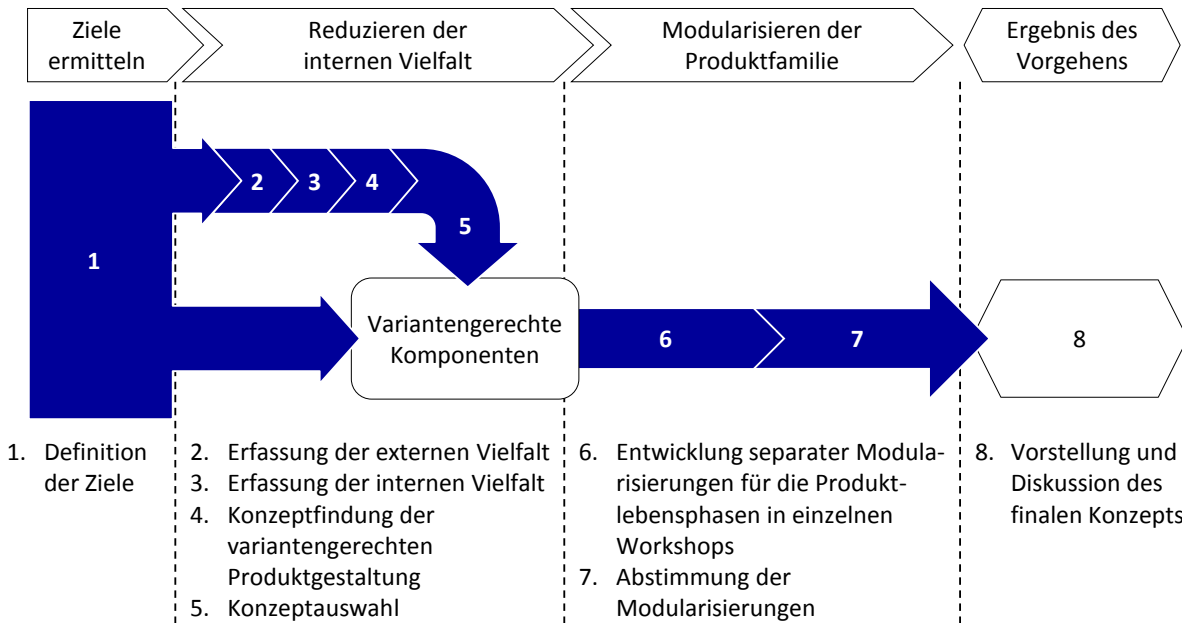 Ziele
ermitteln
Reduzieren der
internen Vielfalt
Modularisieren der
Produktfamilie
Ergebnis des
Vorgehens
1
2
3
4
5
Variantengerechte
Komponenten
6
7
8
1. Definition
der Ziele
2. Erfassung der externen Vielfalt
3. Erfassung der internen Vielfalt
4. Konzeptfindung der
variantengerechten
Produktgestaltung
5. Konzeptauswahl
6. Entwicklung separater Modula-
risierungen für die Produkt-
lebensphasen in einzelnen
Workshops
7. Abstimmung der
Modularisierungen
8. Vorstellung und
Diskussion des
finalen Konzepts